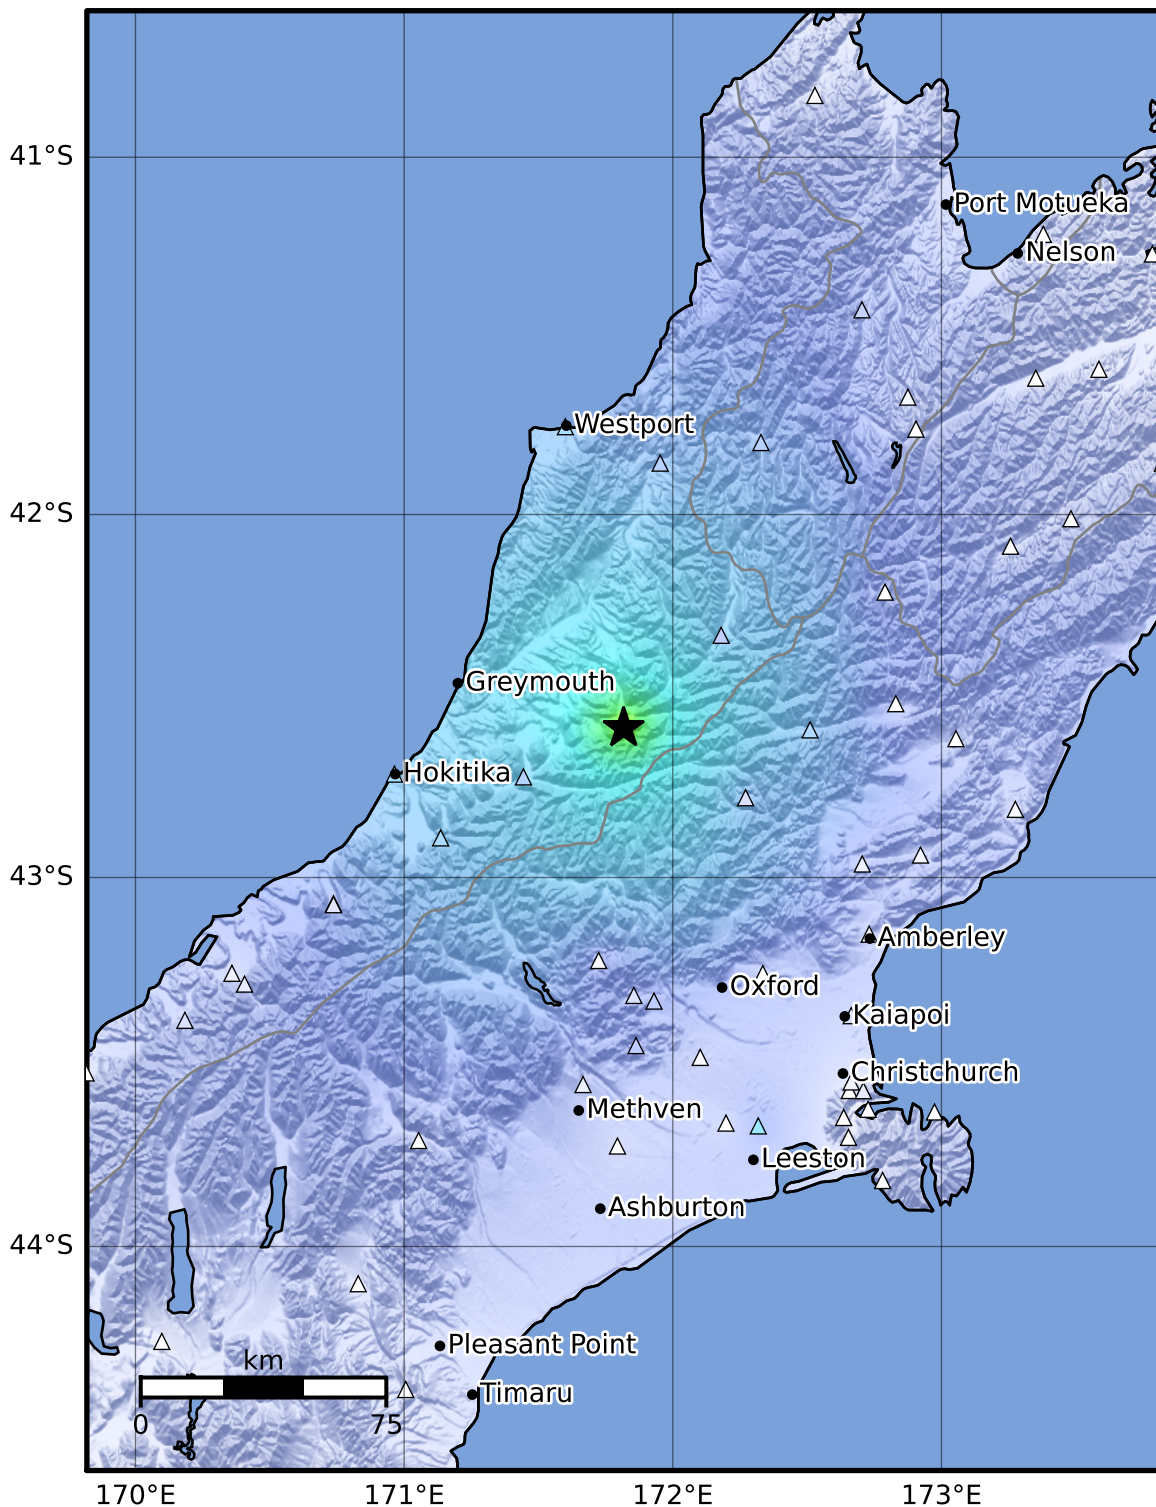 41°S
Port Motueka
Nelson
Westport
42°S
Greymouth
Hokitika
43°S
Amberley
Oxford
Kaiapoi
Christchurch
Methven
Leeston
Ashburton
44°S
Pleasant Point
km
Timaru
0 75
170°E 171°E 172°E 173°E